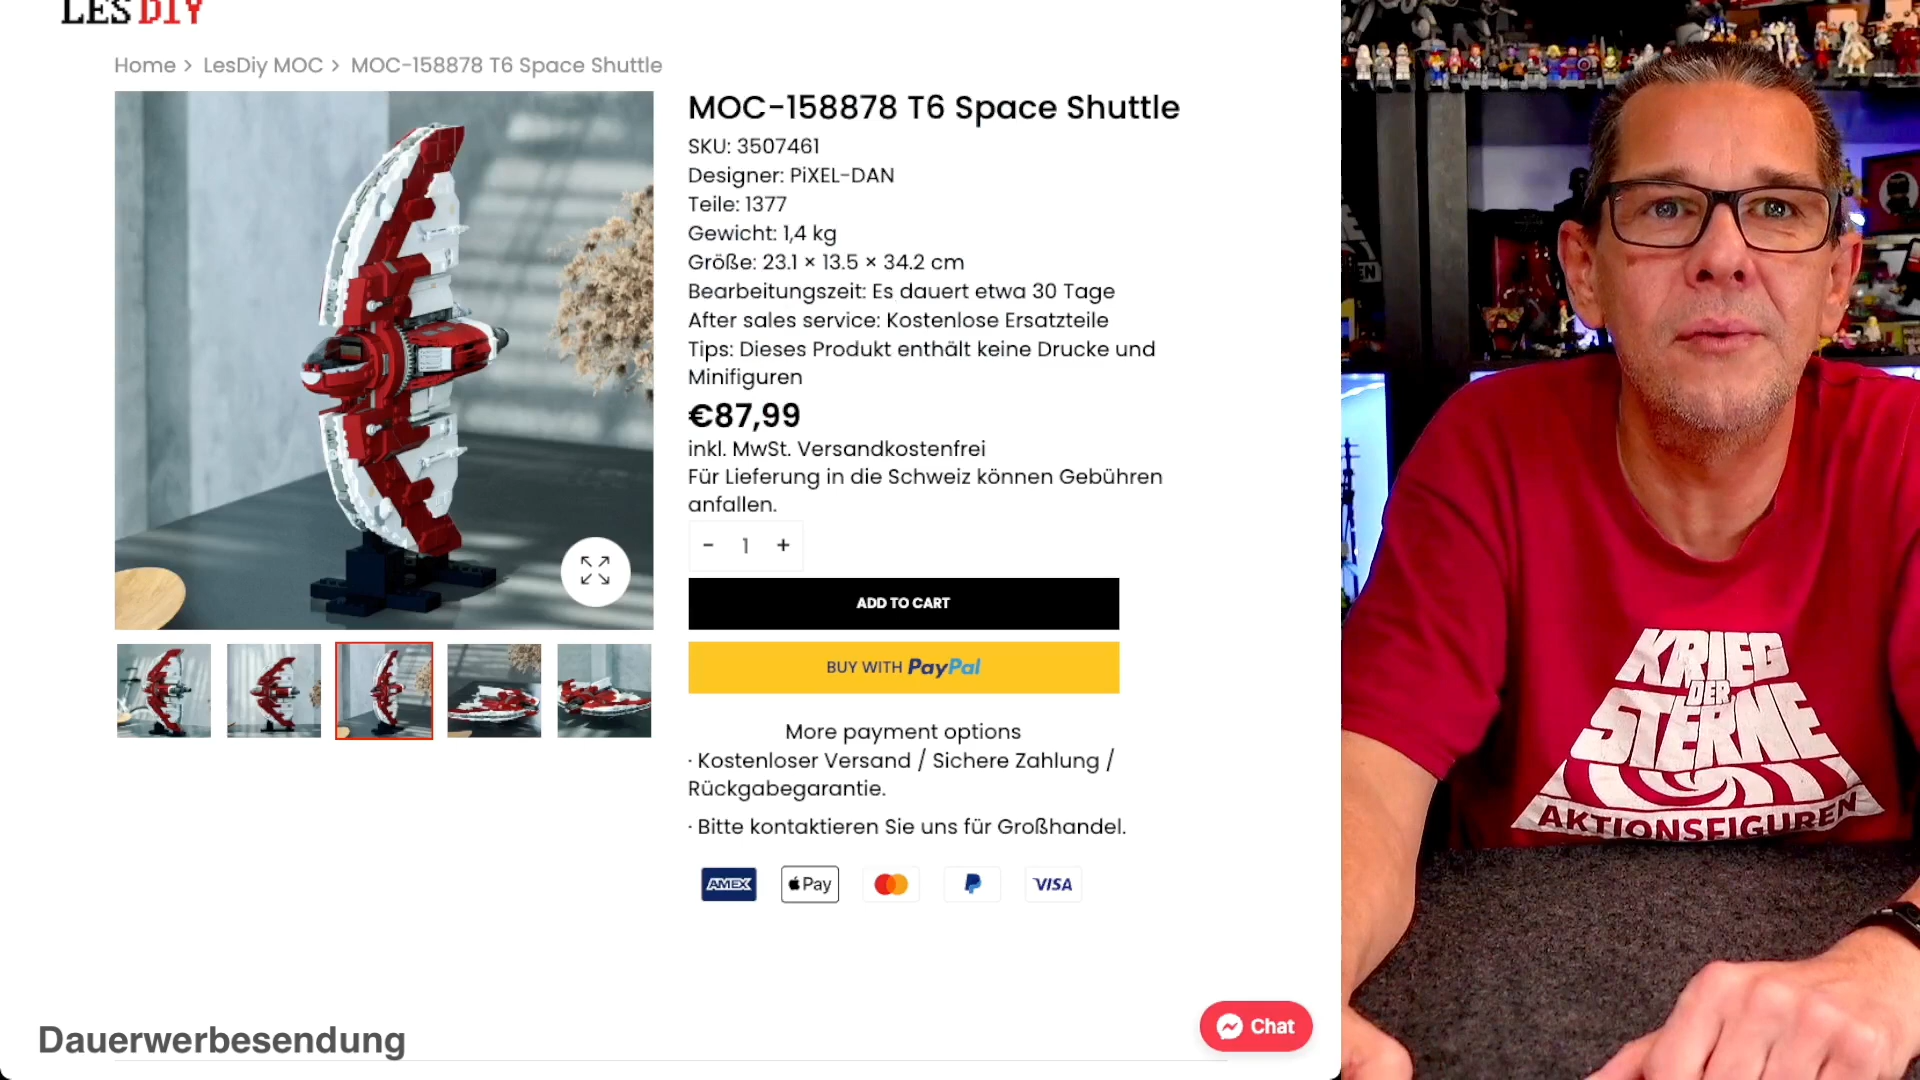 LESDIY
Home > LesDiy MOC > MOC-158878 T6 Space Shuttle
MOC-158878 T6 Space Shuttle
SKU: 3507461
Designer: PiXEL-DAN
Teile: 1377
Gewicht: 1,4 kg
Größe: 23.1 × 13.5 × 34.2 cm
Bearbeitungszeit: Es dauert etwa 30 Tage
After sales service: Kostenlose Ersatzteile
Tips: Dieses Produkt enthält keine Drucke und
Minifiguren
€87,99
inkl. MwSt. Versandkostenfrei
Für Lieferung in die Schweiz können Gebühren
anfallen.
- 1 +
ADD TO CART
BUY WITH PayPal
More payment options
· Kostenloser Versand / Sichere Zahlung /
Rückgabegarantie.
· Bitte kontaktieren Sie uns für Großhandel.
AMEX Pay VISA
Chat
Dauerwerbesendung
KRIEG
DER
STERNE
AKTIONSFIGUREN